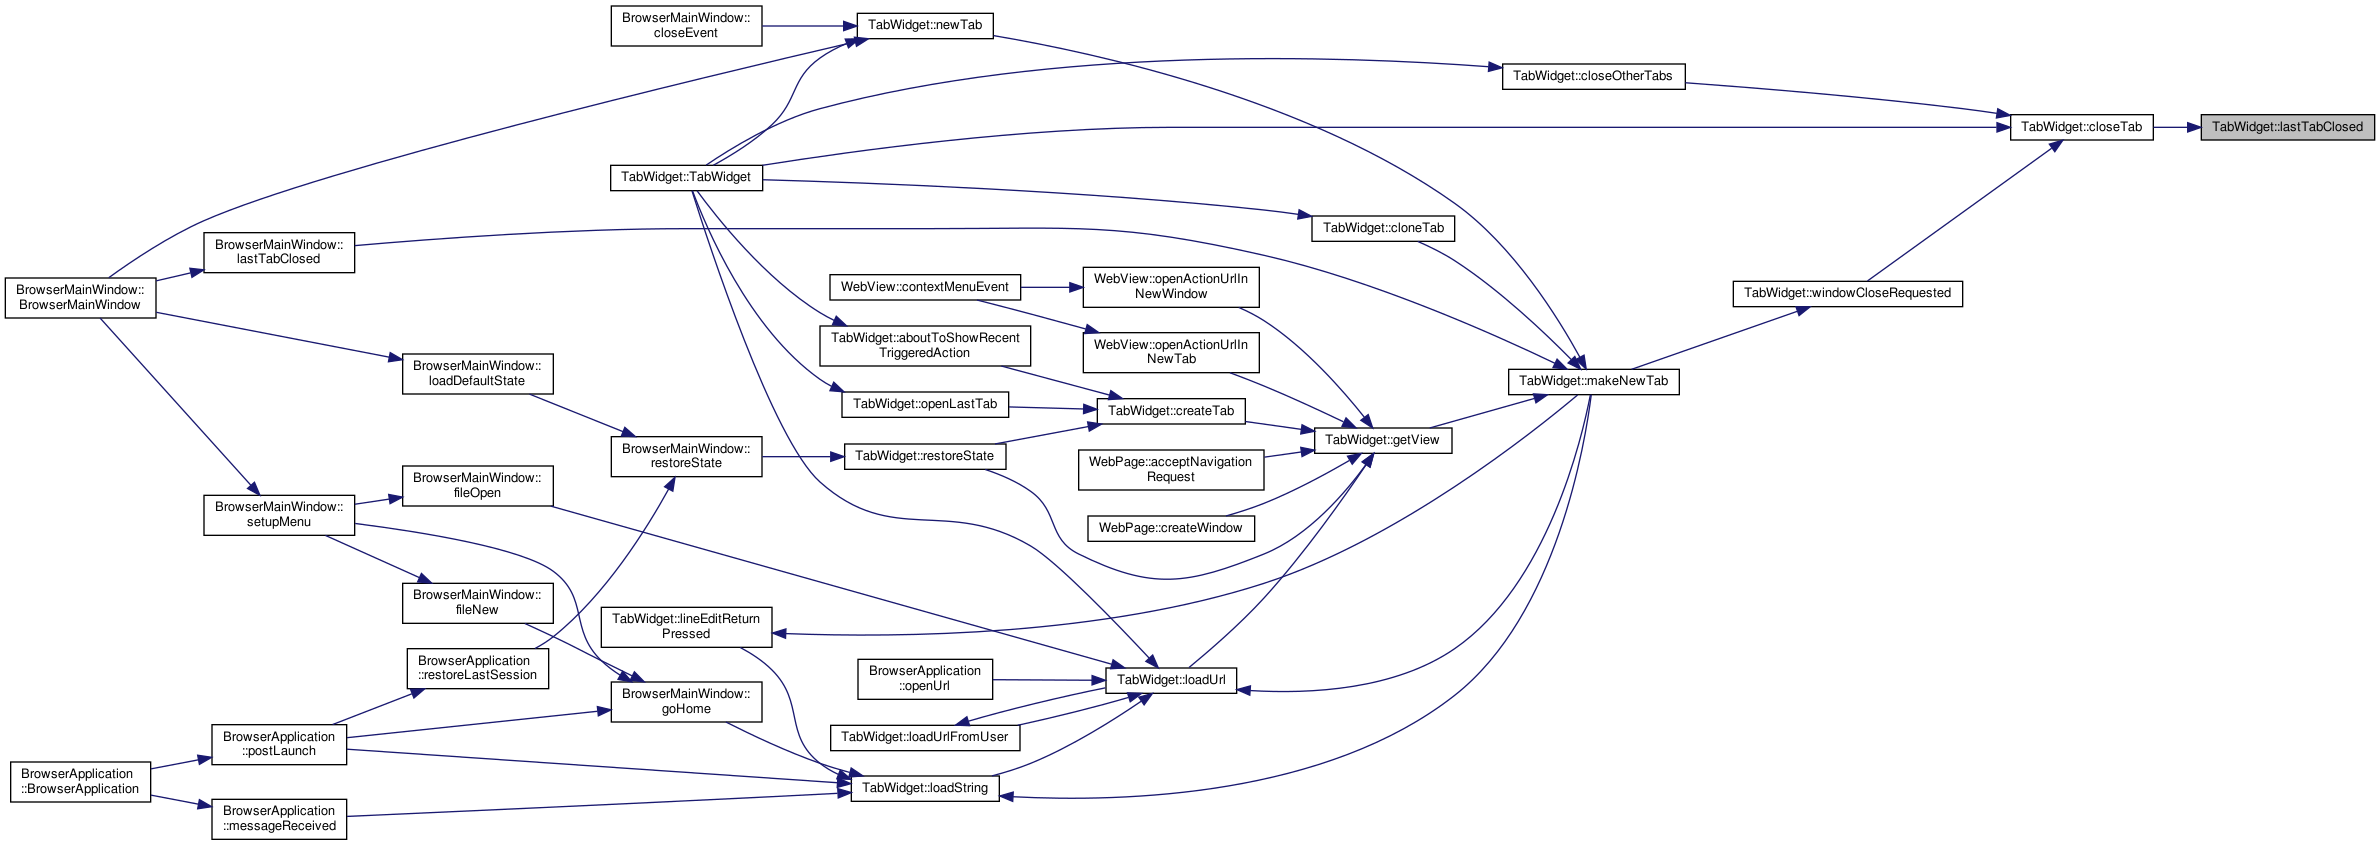 BrowserMainWindow::
closeEvent
TabWidget::newTab
TabWidget::closeOtherTabs
TabWidget::closeTab
TabWidget::lastTabClosed
TabWidget::TabWidget
TabWidget::cloneTab
BrowserMainWindow::
lastTabClosed
BrowserMainWindow::
BrowserMainWindow
WebView::contextMenuEvent
WebView::openActionUrlIn
NewWindow
TabWidget::windowCloseRequested
TabWidget::aboutToShowRecent
TriggeredAction
WebView::openActionUrlIn
NewTab
BrowserMainWindow::
loadDefaultState
TabWidget::makeNewTab
TabWidget::openLastTab
TabWidget::createTab
TabWidget::getView
BrowserMainWindow::
restoreState
TabWidget::restoreState
WebPage::acceptNavigation
Request
BrowserMainWindow::
fileOpen
BrowserMainWindow::
setupMenu
WebPage::createWindow
BrowserMainWindow::
fileNew
TabWidget::lineEditReturn
Pressed
BrowserApplication
::restoreLastSession
BrowserApplication
::openUrl
TabWidget::loadUrl
BrowserMainWindow::
goHome
TabWidget::loadUrlFromUser
BrowserApplication
::postLaunch
BrowserApplication
::BrowserApplication
TabWidget::loadString
BrowserApplication
::messageReceived